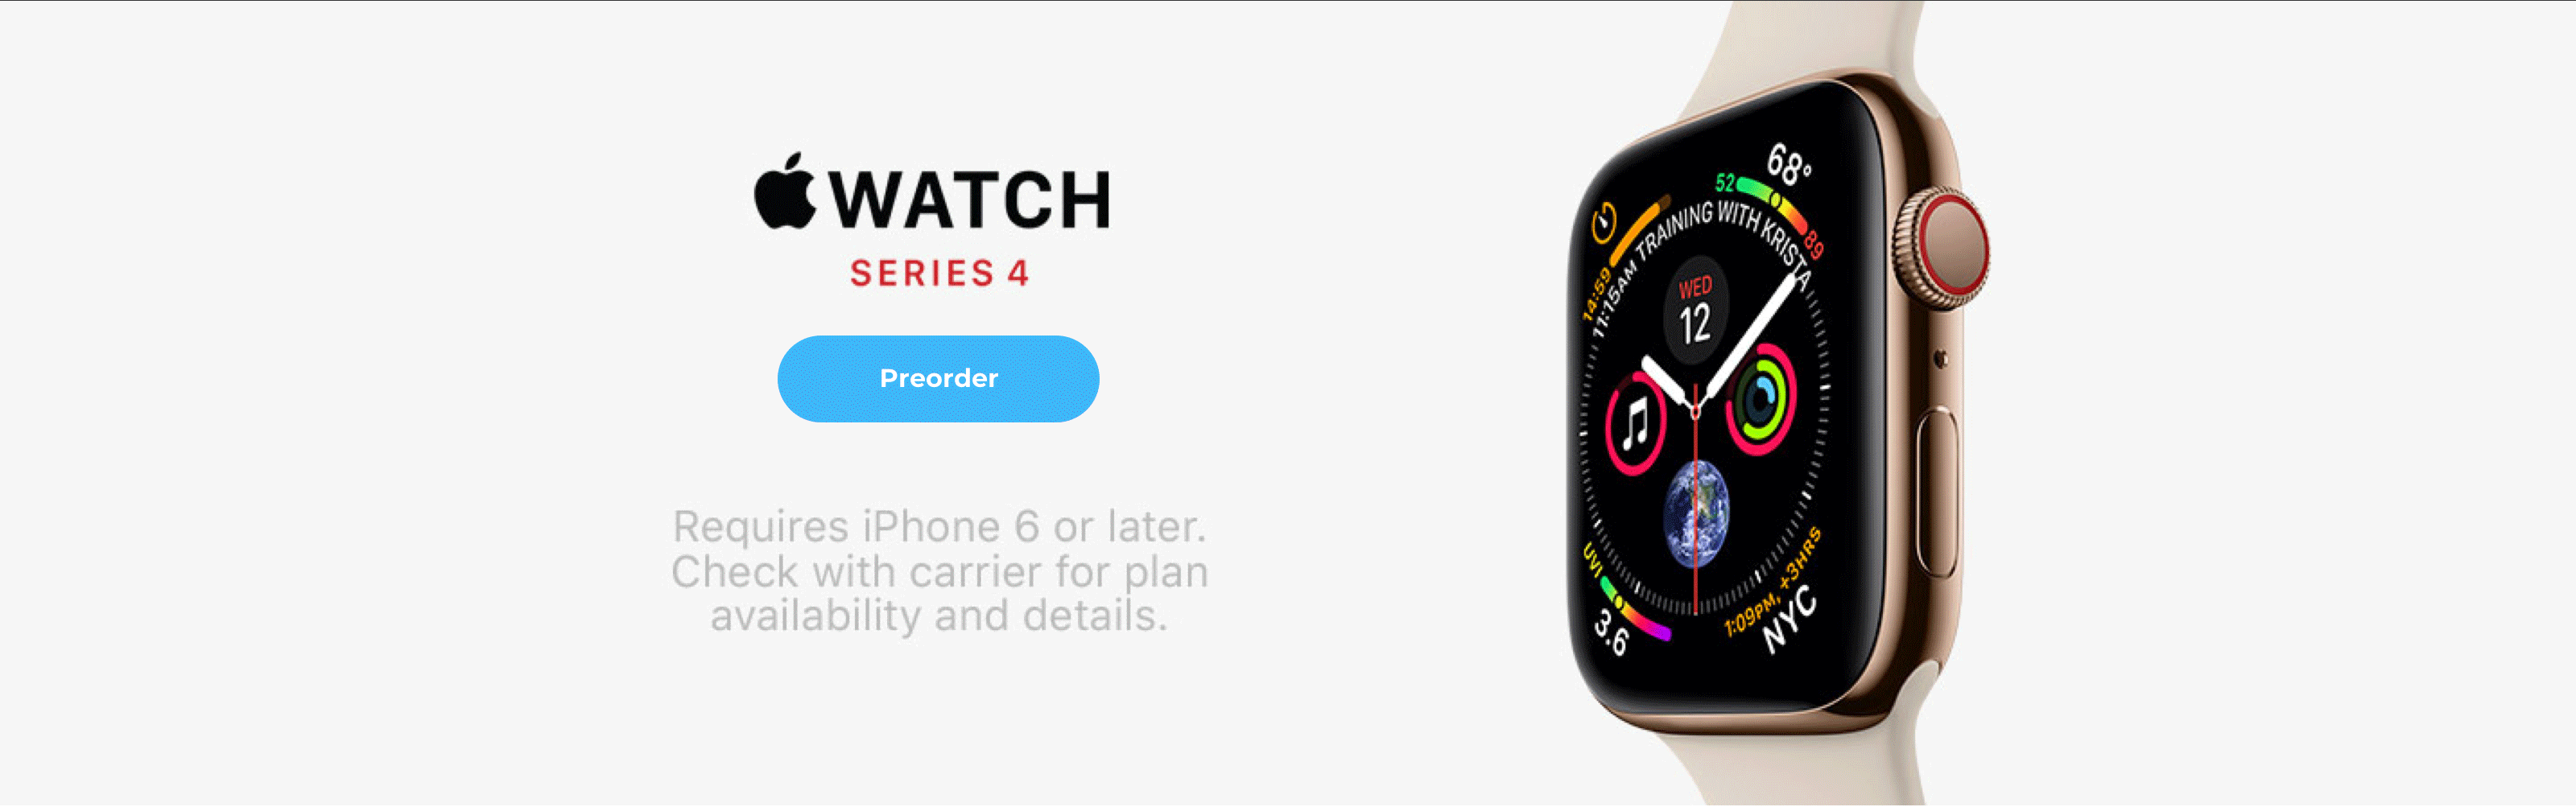 WATCH
SERIES 4
Preorder
Requires iPhone 6 or later.
Check with carrier for plan
availability and details.
68°
52
89
14:59
11:15AM TRAINING WITH KRISTA
WED
12
UVI
3.6
1:09PM, +3HRS
NYC